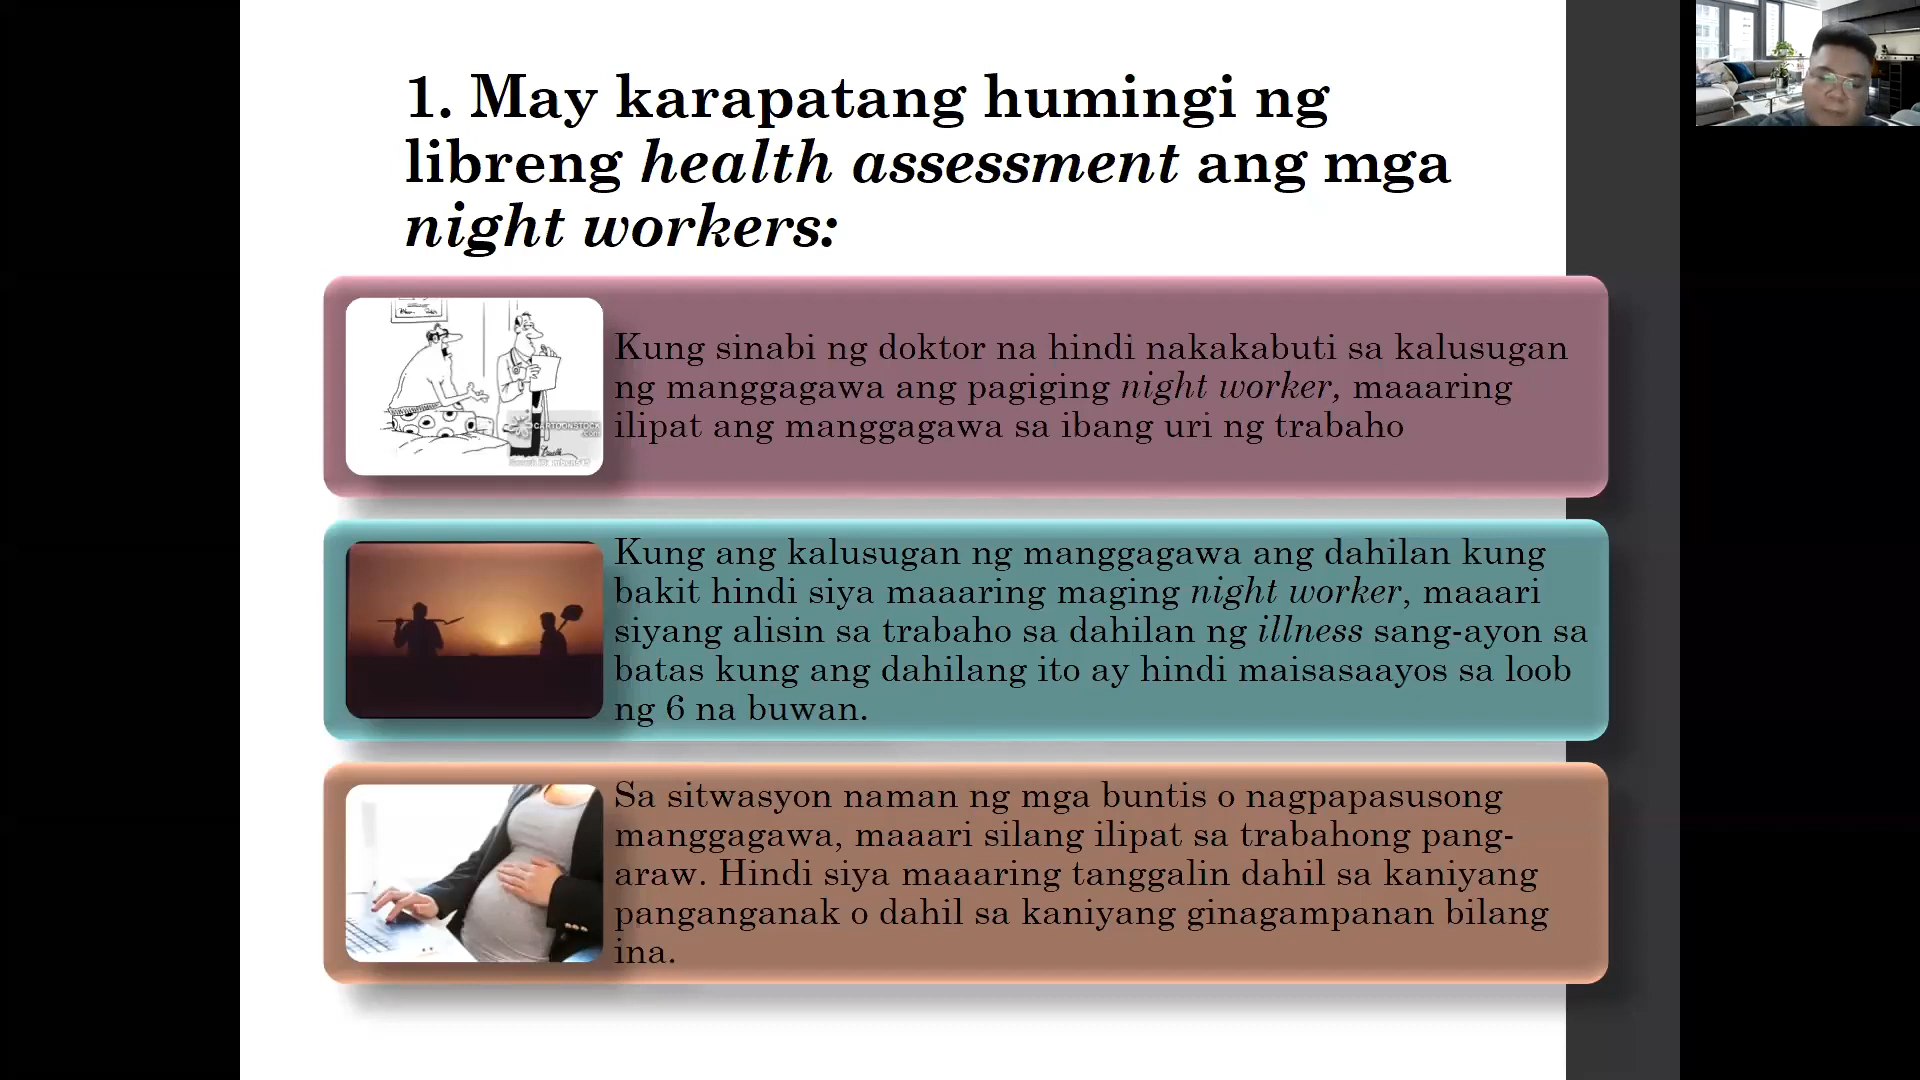 1. May karapatang humingi ng
libreng health assessment ang mga
night workers:
Kung sinabi ng doktor na hindi nakakabuti sa kalusugan
ng manggagawa ang pagiging night worker, maaaring
ilipat ang manggagawa sa ibang uri ng trabaho
CARTOONSTOCK
.com
Kung ang kalusugan ng manggagawa ang dahilan kung
bakit hindi siya maaaring maging night worker, maaari
siyang alisin sa trabaho sa dahilan ng illness sang-ayon sa
batas kung ang dahilang ito ay hindi maisasaayos sa loob
ng 6 na buwan.
Sa sitwasyon naman ng mga buntis o nagpapasusong
manggagawa, maaari silang ilipat sa trabahong pang-
araw. Hindi siya maaaring tanggalin dahil sa kaniyang
panganganak o dahil sa kaniyang ginagampanan bilang
ina.